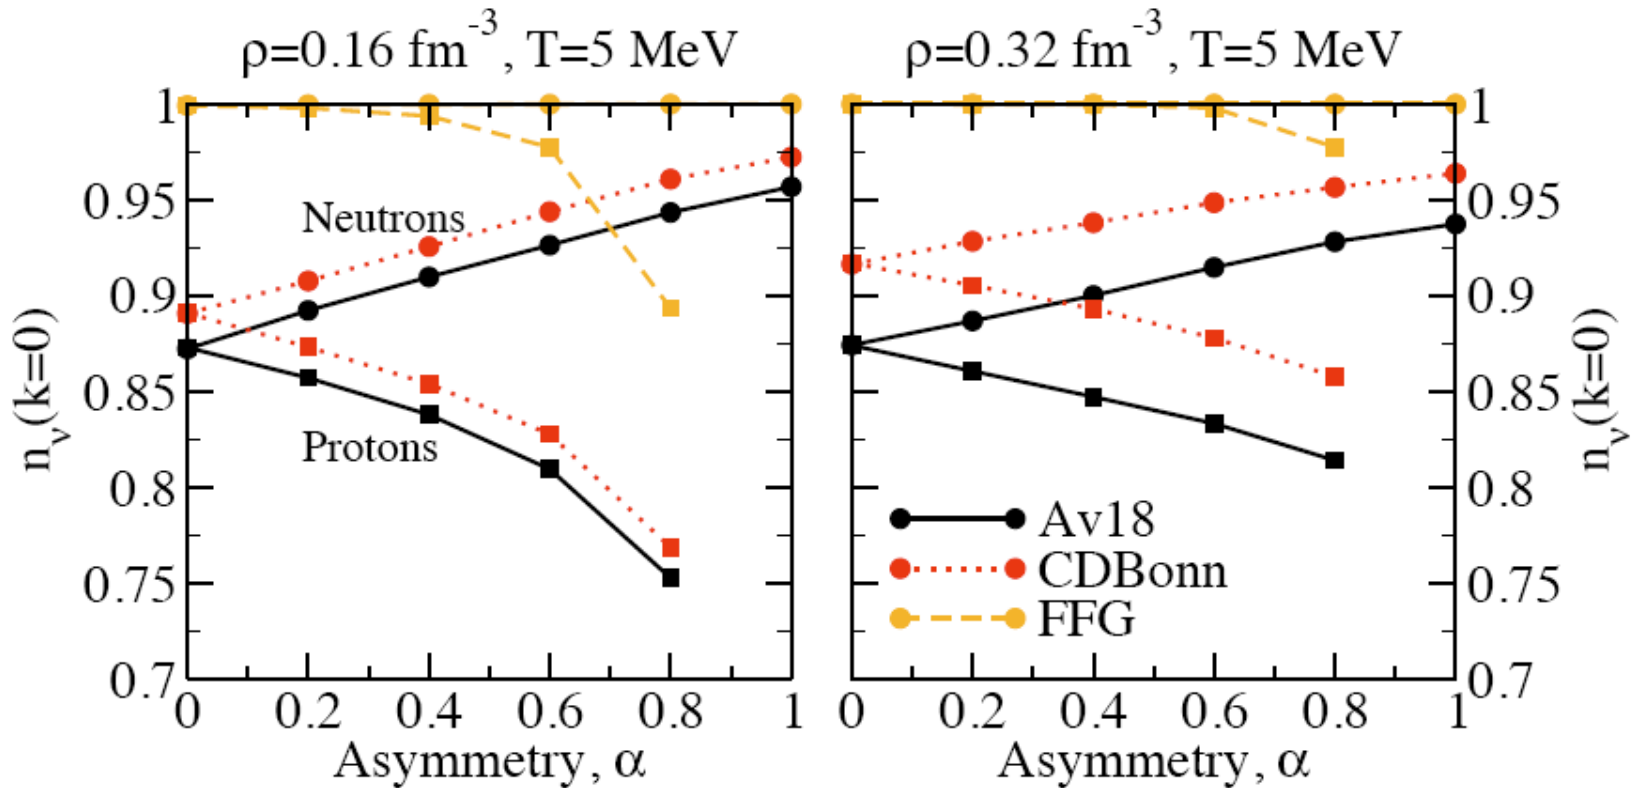 ρ=0.16 fm⁻³, T=5 MeV
ρ=0.32 fm⁻³, T=5 MeV
1
0.95
0.9
0.85
0.8
0.75
0.7
n_ν(k=0)
Neutrons
Protons
0 0.2 0.4 0.6 0.8 1
Asymmetry, α
Av18
CDBonn
FFG
0 0.2 0.4 0.6 0.8 1
Asymmetry, α
1
0.95
0.9
0.85
0.8
0.75
0.7
n_ν(k=0)